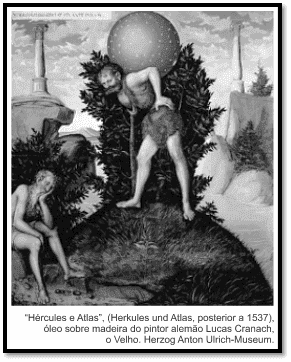 “Hércules e Atlas”, (Herkules und Atlas, posterior a 1537),
óleo sobre madeira do pintor alemão Lucas Cranach,
o Velho. Herzog Anton Ulrich-Museum.